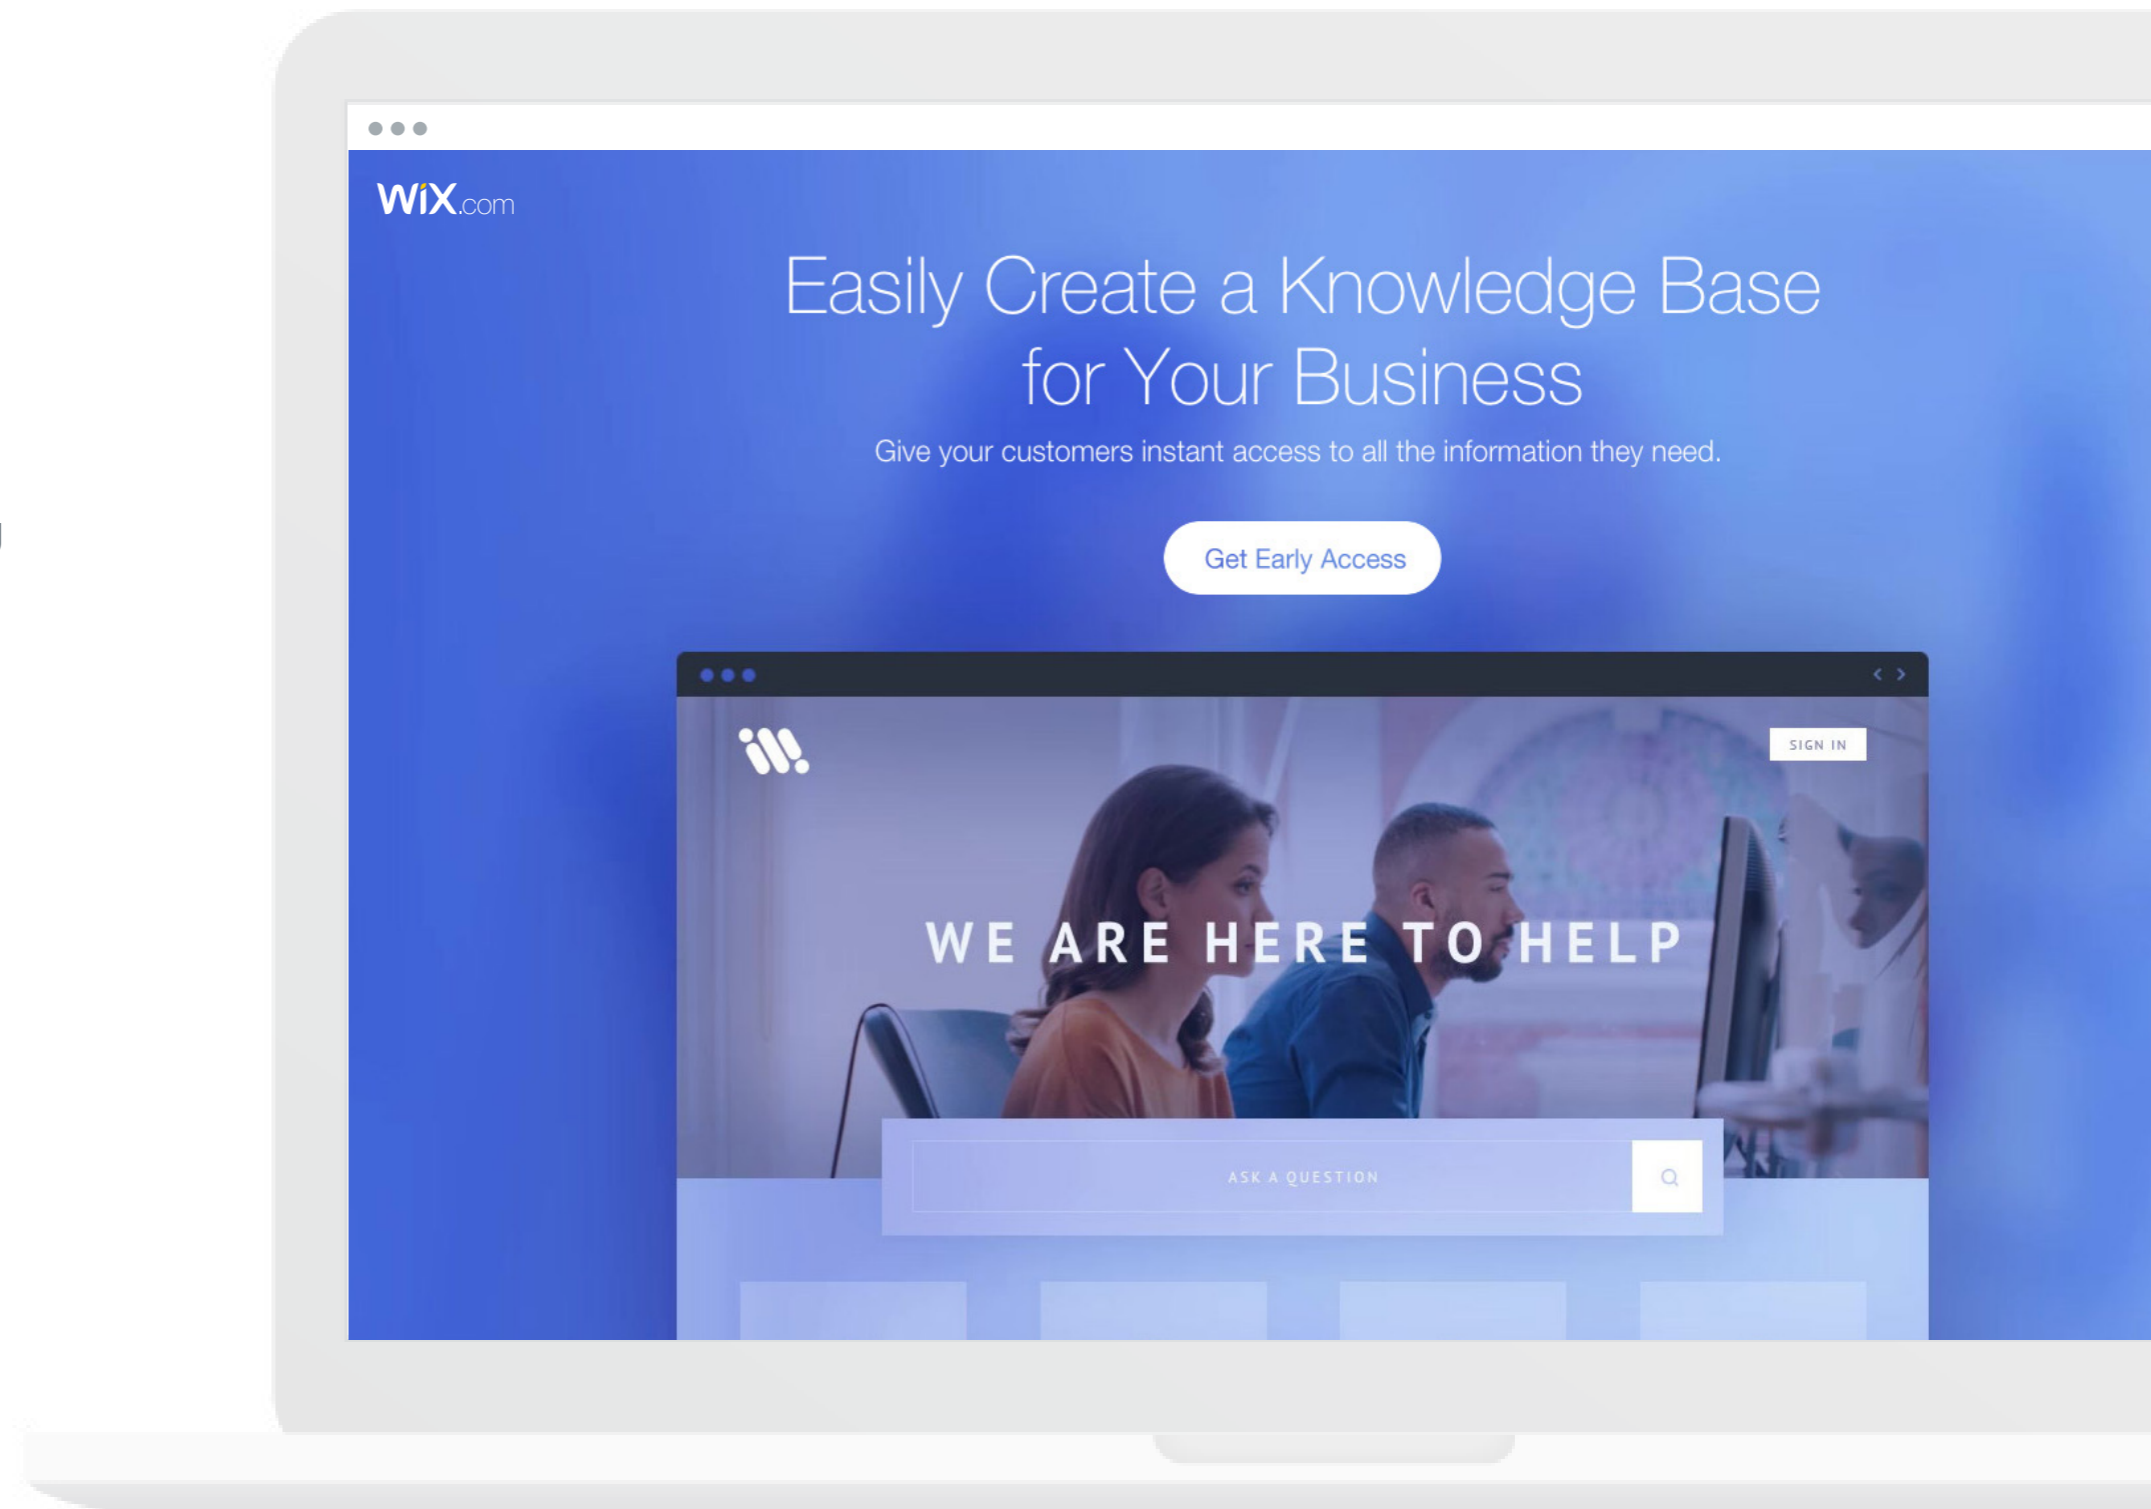 WiX.com
Easily Create a Knowledge Base
for Your Business
Give your customers instant access to all the information they need.
Get Early Access
SIGN IN
WE ARE HERE TO HELP
ASK A QUESTION